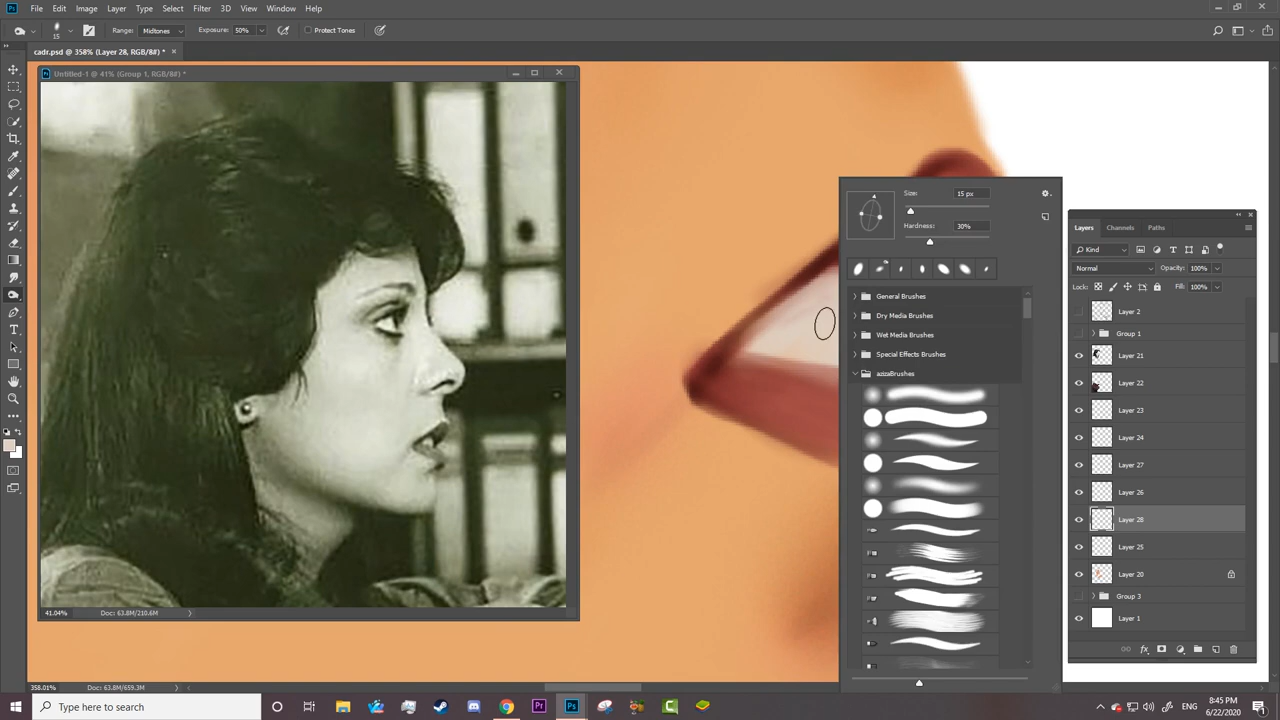 Ps File Edit Image Layer Type Select Filter 3D View Window Help
15 Range: Midtones Exposure: 50% Protect Tones
cadr.psd @ 358% (Layer 28, RGB/8#) *
Untitled-1 @ 41% (Group 1, RGB/8#) *
Size: 15 px
Hardness: 30%
General Brushes
Dry Media Brushes
Wet Media Brushes
Special Effects Brushes
azizaBrushes
Layers Channels Paths
Kind
Normal Opacity: 100%
Lock: Fill: 100%
Layer 2
Group 1
Layer 21
Layer 22
Layer 23
Layer 24
Layer 27
Layer 26
Layer 28
Layer 25
Layer 20
Group 3
Layer 1
fx
41.04% Doc: 63.8M/210.6M
358.01% Doc: 63.8M/659.3M
Type here to search
Pr Ps
8:45 PM
6/22/2020